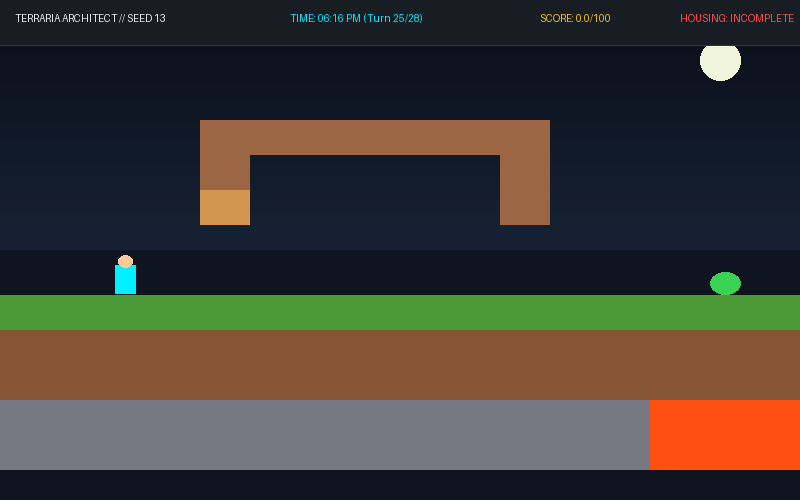 TERRARIA ARCHITECT // SEED 13
TIME: 06:16 PM (Turn 25/28)
SCORE: 0.0/100
HOUSING: INCOMPLETE